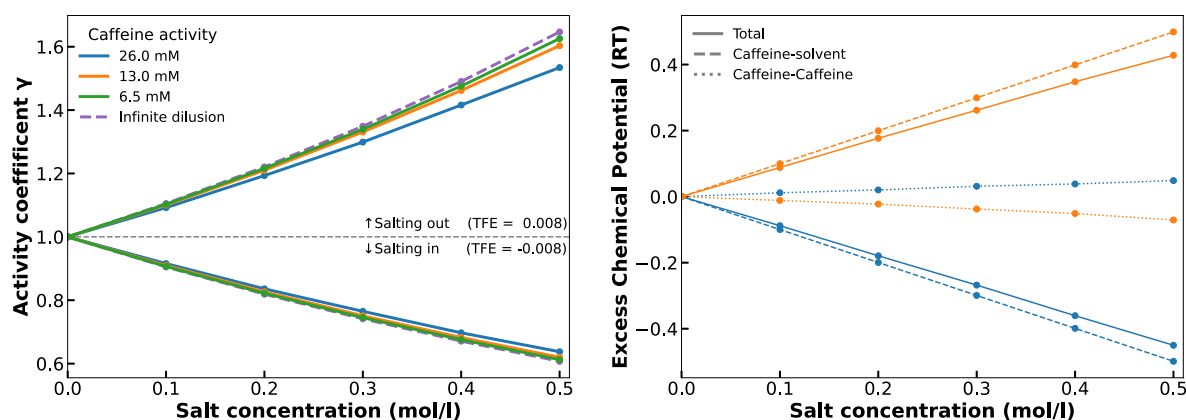 Activity coeffificent γ
1.6
1.4
1.2
1.0
0.8
0.6
Caffeine activity
26.0 mM
13.0 mM
6.5 mM
Infinite dilusion
↑Salting out (TFE = 0.008)
↓Salting in (TFE = -0.008)
0.0 0.1 0.2 0.3 0.4 0.5
Salt concentration (mol/l)
Excess Chemical Potential (RT)
0.4
0.2
0.0
−0.2
−0.4
Total
Caffeine-solvent
Caffeine-Caffeine
0.0 0.1 0.2 0.3 0.4 0.5
Salt concentration (mol/l)